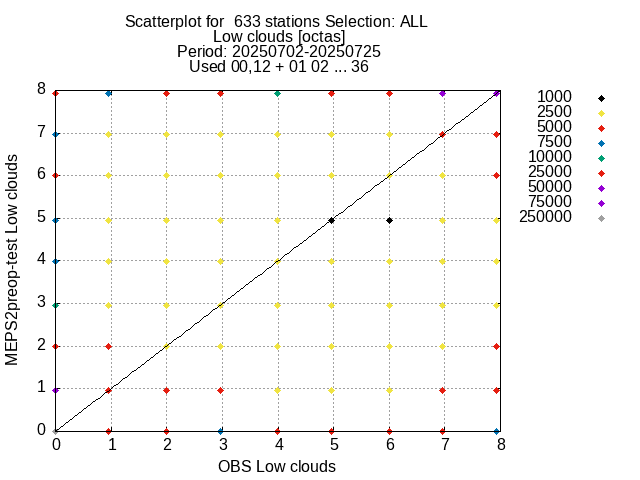 Scatterplot for  633 stations Selection: ALL
Low clouds [octas]
Period: 20250702-20250725
Used 00,12 + 01 02 ... 36
8
7
6
5
4
3
2
1
0
MEPS2preop-test Low clouds
0 1 2 3 4 5 6 7 8
OBS Low clouds
1000
2500
5000
7500
10000
25000
50000
75000
250000